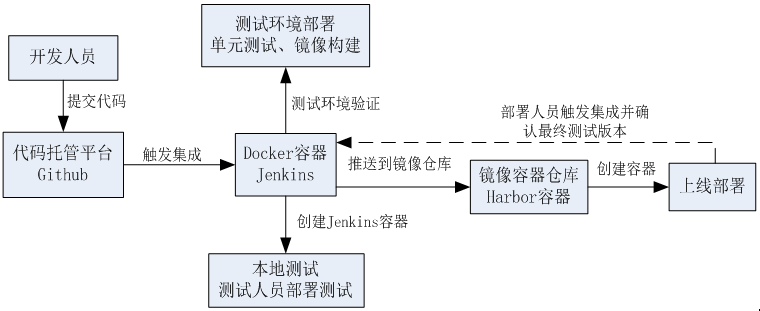 测试环境部署
单元测试、镜像构建
开发人员
提交代码
测试环境验证
部署人员触发集成并确
认最终测试版本
代码托管平台
Github
触发集成
Docker容器
Jenkins
推送到镜像仓库
镜像容器仓库
Harbor容器
创建容器
上线部署
创建Jenkins容器
本地测试
测试人员部署测试